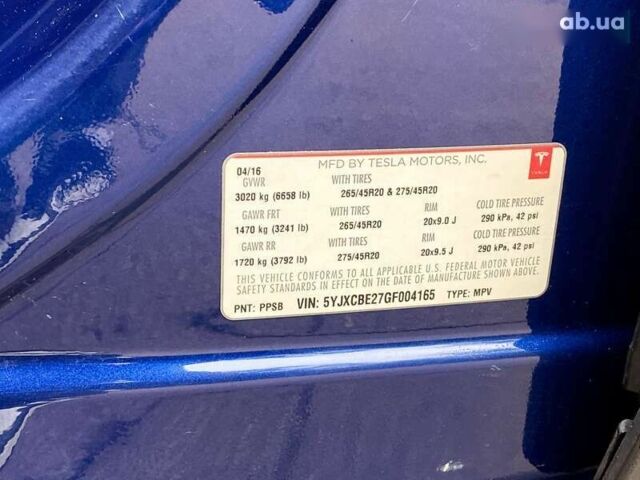 ab.ua
MFD BY TESLA MOTORS, INC.
TESLA
04/16
GVWR WITH TIRES
3020 kg (6658 lb) 265/45R20 & 275/45R20
GAWR FRT WITH TIRES RIM COLD TIRE PRESSURE
1470 kg (3241 lb) 265/45R20 20x9.0 J 290 kPa, 42 psi
GAWR RR WITH TIRES RIM COLD TIRE PRESSURE
1720 kg (3792 lb) 275/45R20 20x9.5 J 290 kPa, 42 psi
THIS VEHICLE CONFORMS TO ALL APPLICABLE U.S. FEDERAL MOTOR VEHICLE
SAFETY STANDARDS IN EFFECT ON THE DATE OF MANUFACTURE SHOWN ABOVE.
PNT: PPSB VIN: 5YJXCBE27GF004165 TYPE: MPV